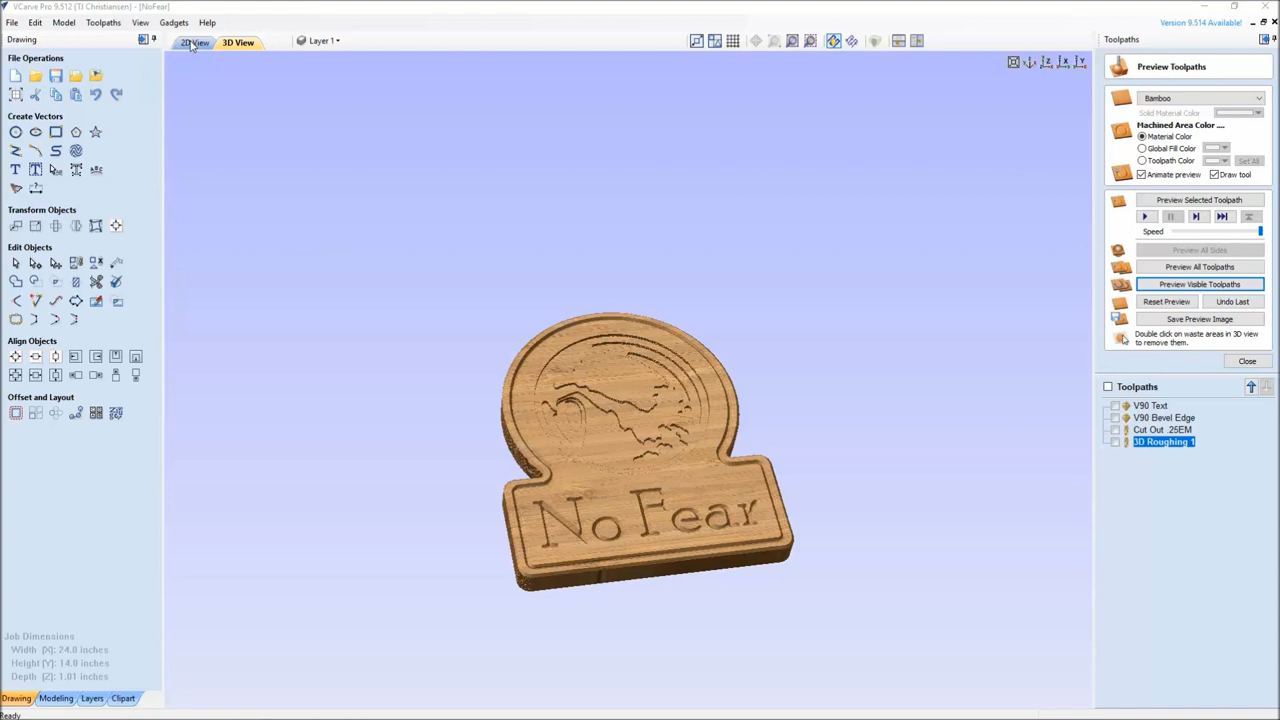 VCarve Pro 9.512 (TJ Christiansen) - [NoFear]
File Edit Model Toolpaths View Gadgets Help
Version 9.514 Available!
Drawing
2D View 3D View Layer 1
Toolpaths
File Operations
Create Vectors
Transform Objects
Edit Objects
Align Objects
Offset and Layout
Job Dimensions
Width (X): 24.0 inches
Height (Y): 14.0 inches
Depth (Z): 1.01 inches
Drawing Modeling Layers Clipart
Ready
No Fear
Preview Toolpaths
Bamboo
Solid Material Color
Machined Area Color ....
Material Color
Global Fill Color
Toolpath Color Set All
Animate preview Draw tool
Preview Selected Toolpath
Speed
Preview All Sides
Preview All Toolpaths
Preview Visible Toolpaths
Reset Preview Undo Last
Save Preview Image
Double click on waste areas in 3D view
to remove them.
Close
Toolpaths
V90 Text
V90 Bevel Edge
Cut Out .25EM
3D Roughing 1